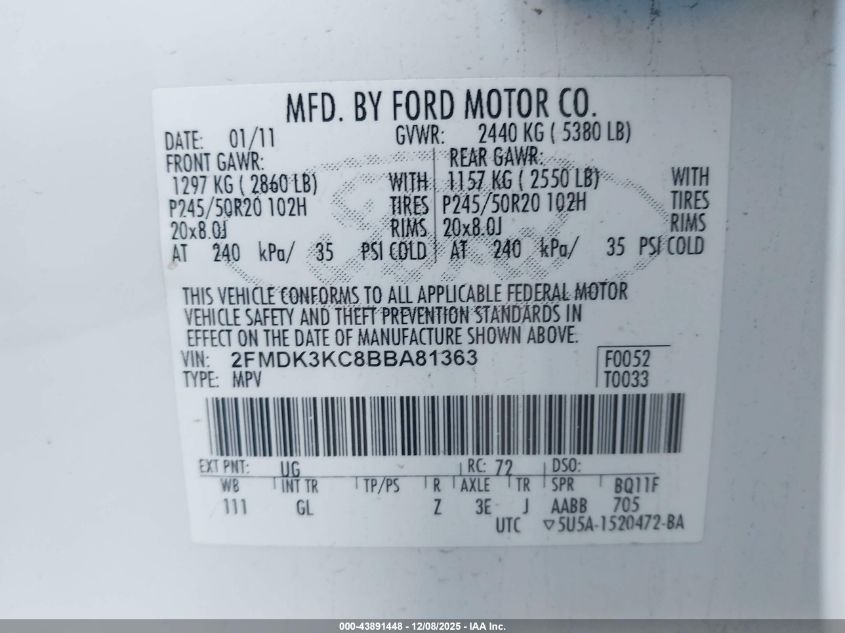 MFD. BY FORD MOTOR CO.
DATE: 01/11 GVWR: 2440 KG ( 5380 LB)
FRONT GAWR: REAR GAWR:
1297 KG ( 2860 LB) WITH 1157 KG ( 2550 LB) WITH
P245/50R20 102H TIRES P245/50R20 102H TIRES
20x8.0J RIMS 20x8.0J RIMS
AT 240 kPa/ 35 PSI COLD AT 240 kPa/ 35 PSI COLD
THIS VEHICLE CONFORMS TO ALL APPLICABLE FEDERAL MOTOR
VEHICLE SAFETY AND THEFT PREVENTION STANDARDS IN
EFFECT ON THE DATE OF MANUFACTURE SHOWN ABOVE.
VIN: 2FMDK3KC8BBA81363 F0052
TYPE: MPV T0033
EXT PNT: UG RC: 72 DSO:
WB INT TR TP/PS R AXLE TR SPR BQ11F
111 GL Z 3E J AABB 705
UTC ▽5U5A-1520472-BA
000-43891448 - 12/08/2025 - IAA Inc.